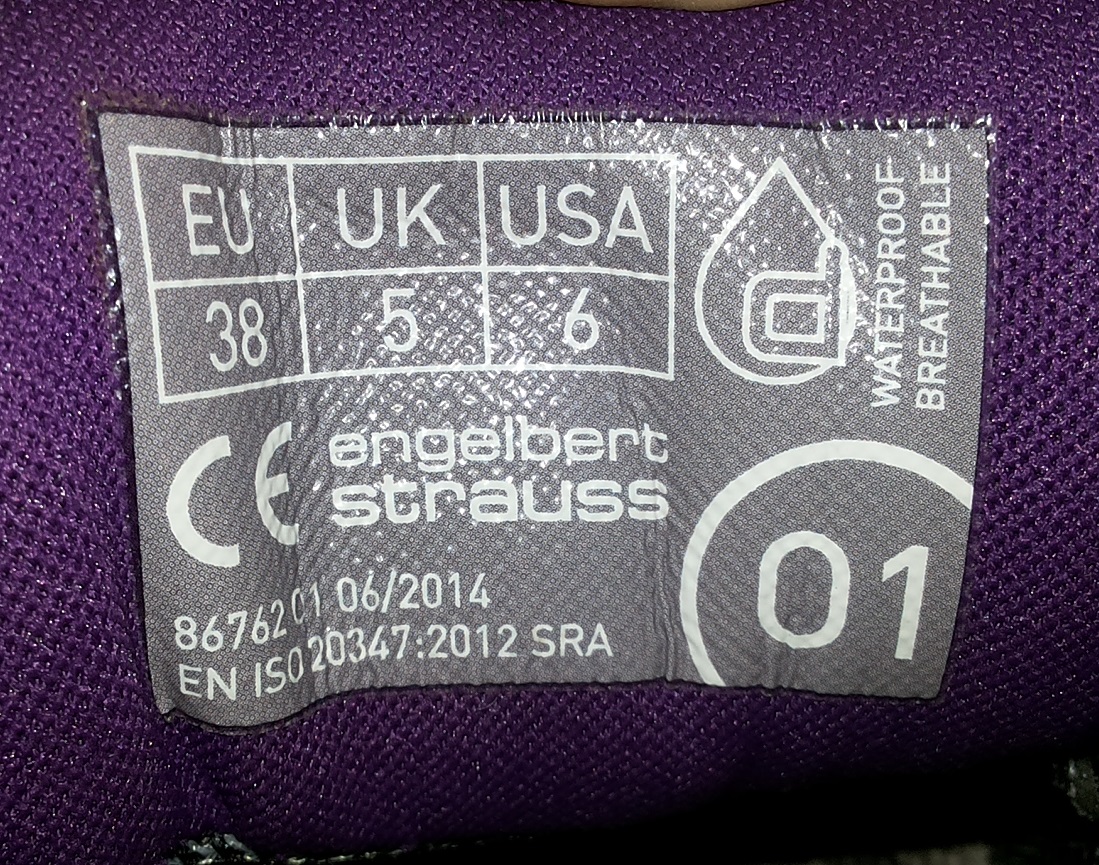 EU UK USA
38 5 6
WATERPROOF
BREATHABLE
CE
engelbert
strauss
86762 01 06/2014
EN ISO 20347:2012 SRA
01